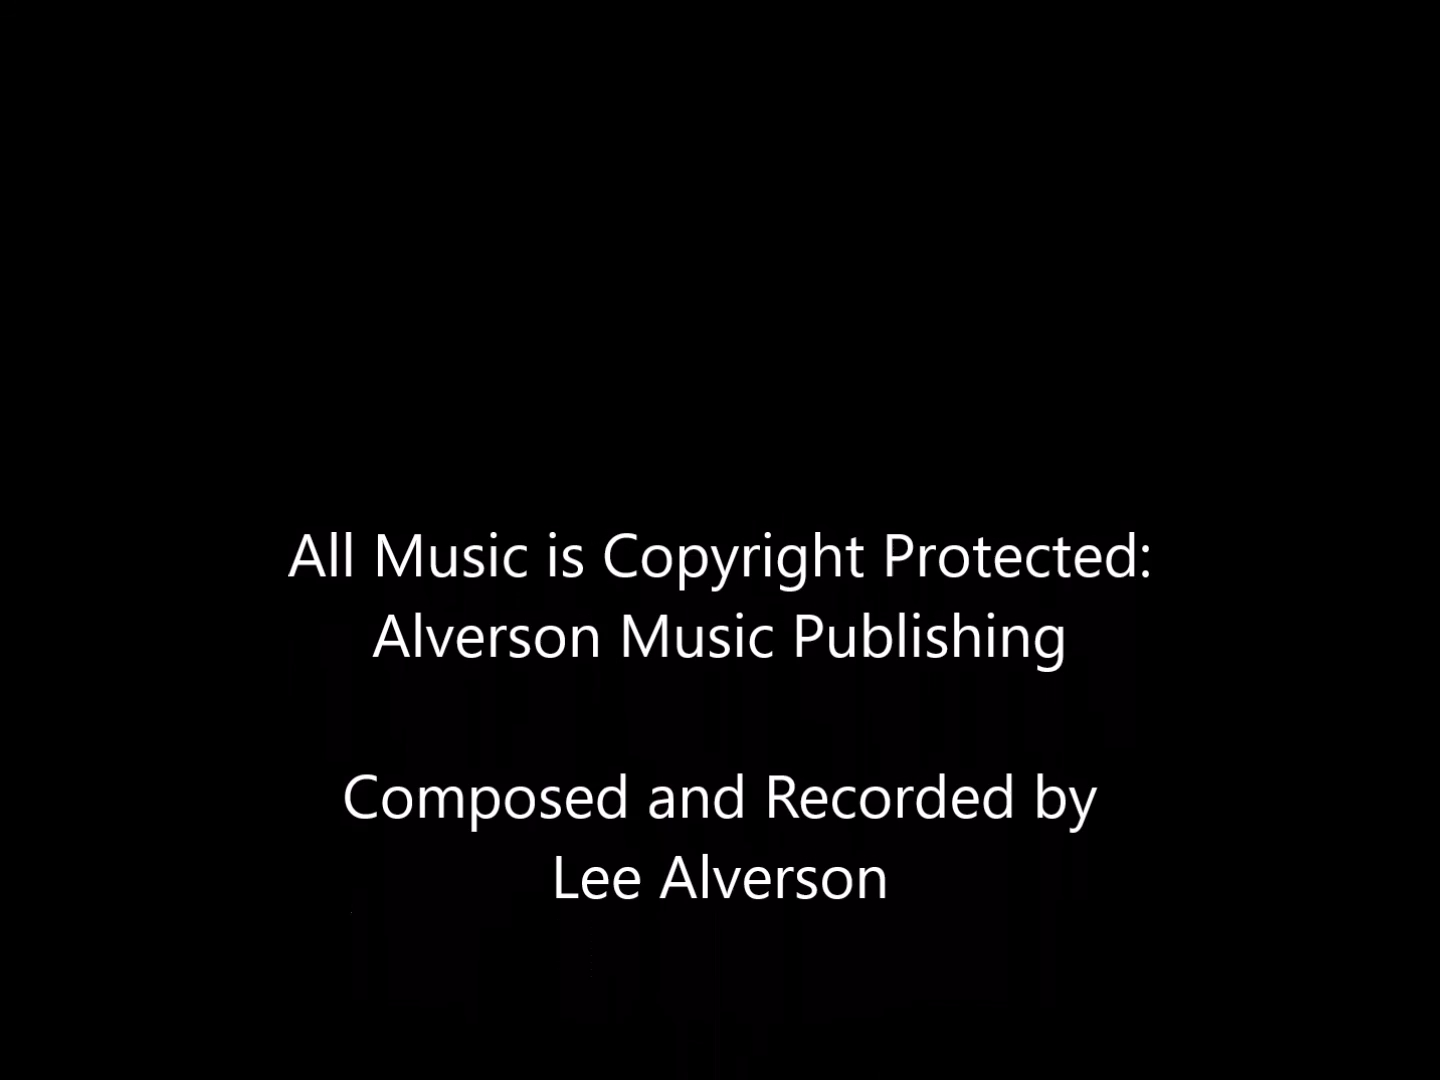 All Music is Copyright Protected:
Alverson Music Publishing
Composed and Recorded by
Lee Alverson